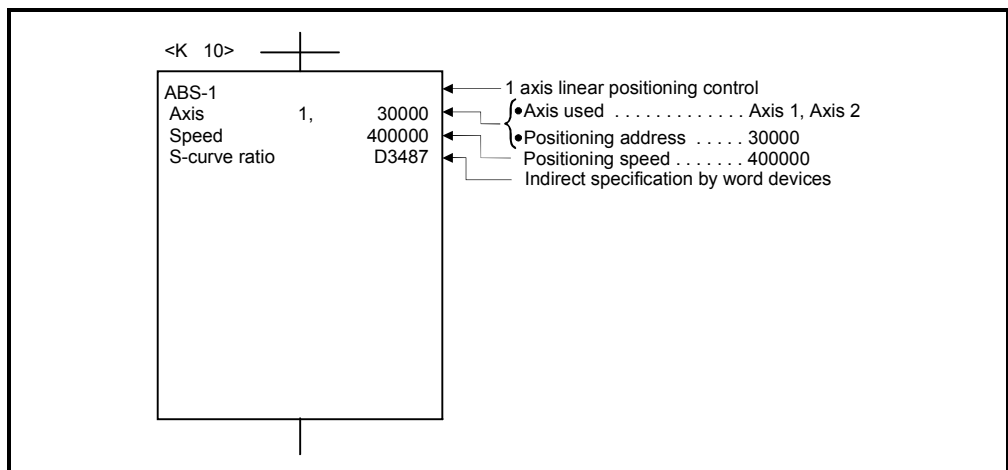 <K 10>
ABS-1
Axis 1, 30000
Speed 400000
S-curve ratio D3487
1 axis linear positioning control
•Axis used . . . . . . . . . . . . . Axis 1, Axis 2
•Positioning address . . . . . 30000
Positioning speed . . . . . . . 400000
Indirect specification by word devices